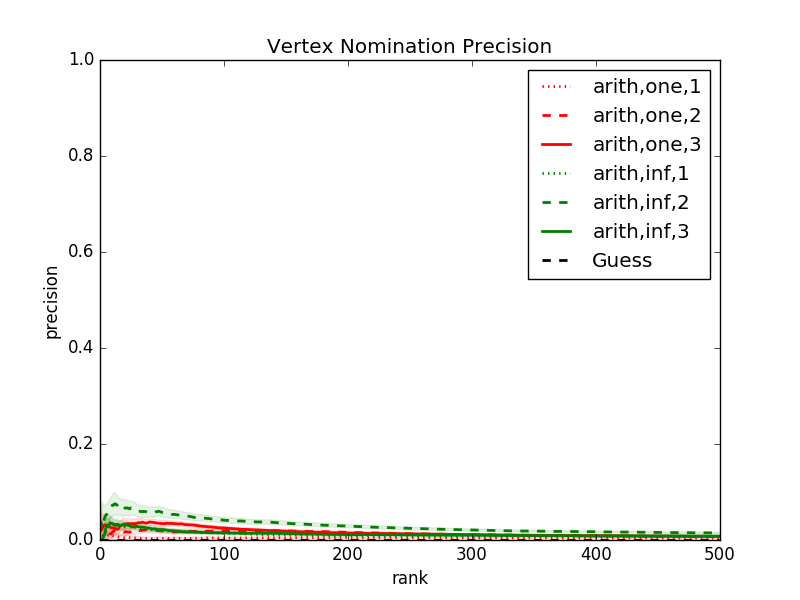 Vertex Nomination Precision
1.0
0.8
0.6
0.4
0.2
0.0
precision
arith,one,1
arith,one,2
arith,one,3
arith,inf,1
arith,inf,2
arith,inf,3
Guess
0 100 200 300 400 500
rank